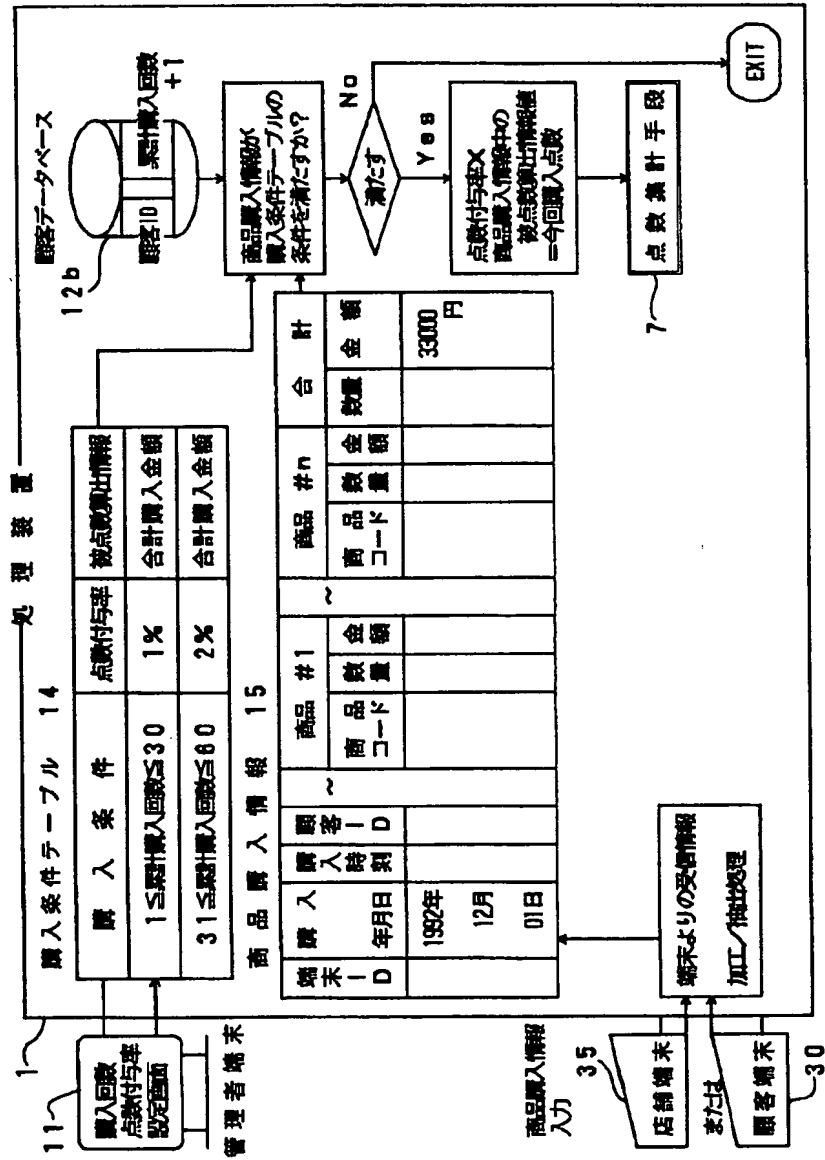 処理装置
1
11
購入回数
点数付与率
設定画面
管理者端末
購入条件テーブル 14
購入条件
点数付与率
被点数算出情報
1≦累計購入回数≦30
1%
合計購入金額
31≦累計購入回数≦60
2%
合計購入金額
顧客データベース
12b
顧客ID
累計購入回数
+1
商品購入情報 15
端末ID
購入
年月日
購入時刻
顧客ID
~
商品 #1
商品
コード
数量
金額
~
商品 #n
商品
コード
数量
金額
合計
数量
金額
1992年
12月
01日
33000
円
商品購入情報が
購入条件テーブルの
条件を満たすか?
満たす
No
Yes
点数付与率×
商品購入情報中の
被点数算出情報値
=今回購入点数
点数集計手段
7
EXIT
商品購入情報
入力
35
店舗端末
または
顧客端末
30
端末よりの受信情報
加工/抽出処理